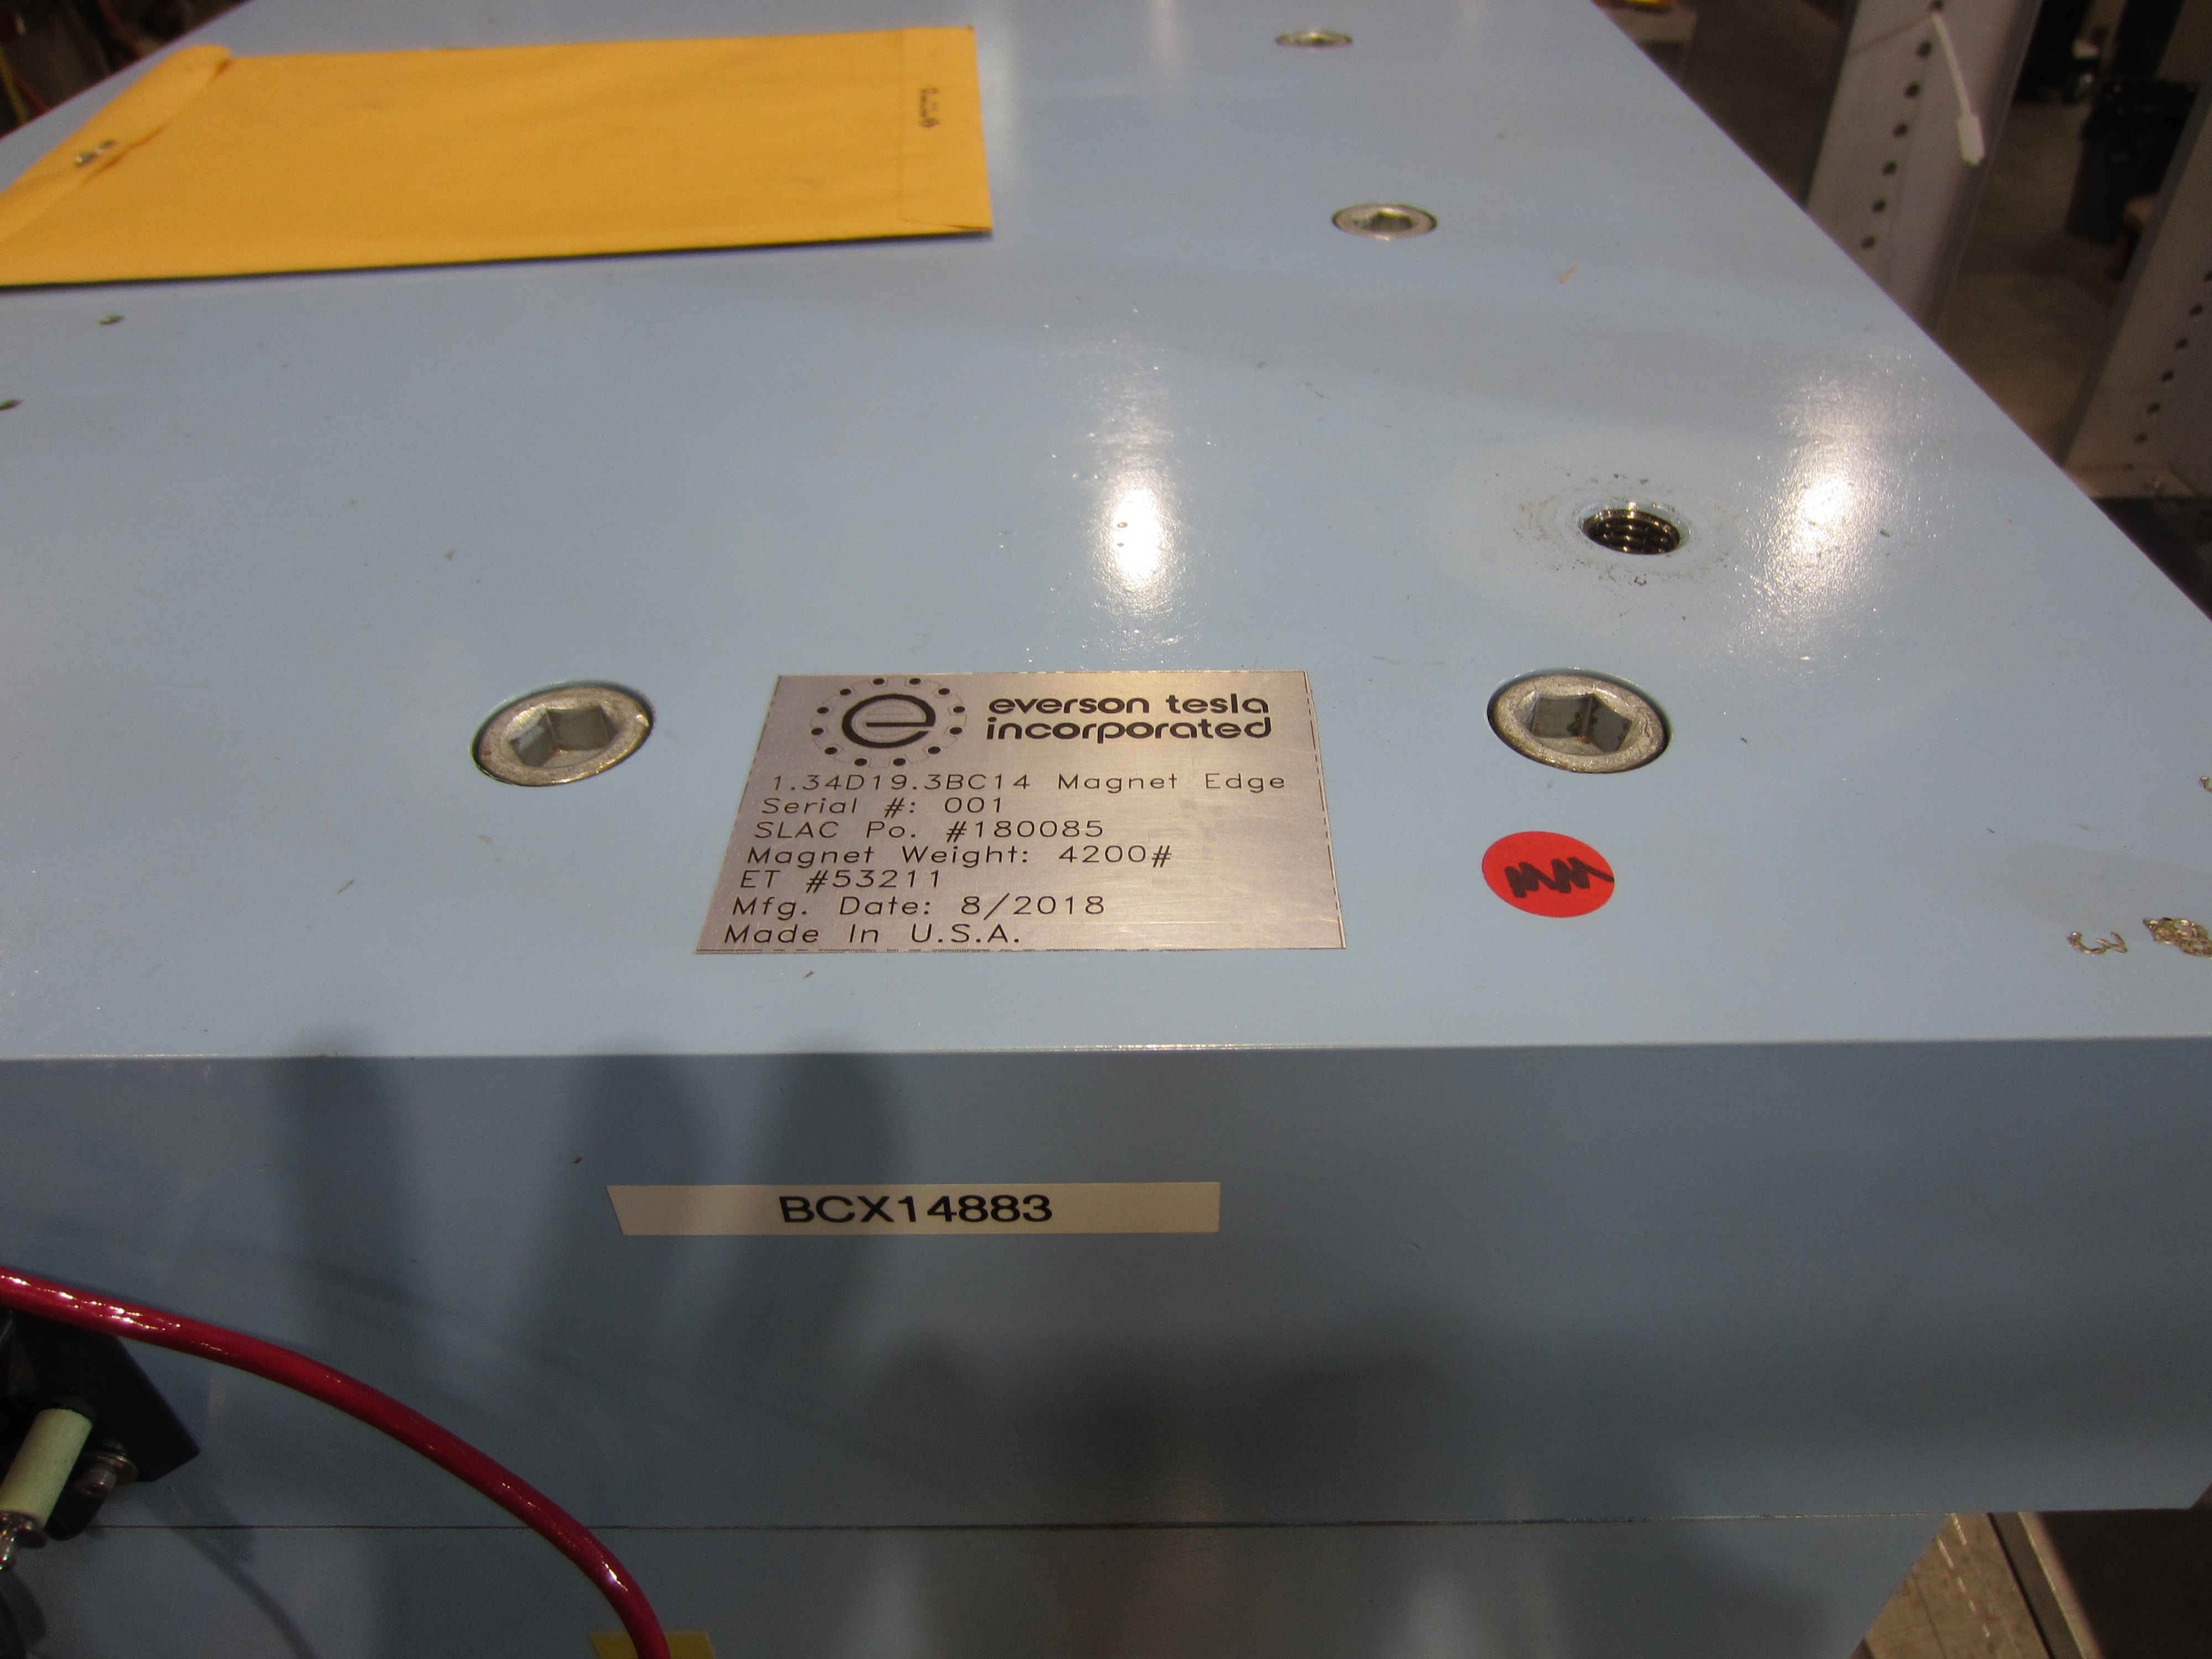 everson tesla
incorporated
1.34D19.3BC14 Magnet Edge
Serial #: 001
SLAC Po. #180085
Magnet Weight: 4200#
ET #53211
Mfg. Date: 8/2018
Made In U.S.A.
MM
BCX14883